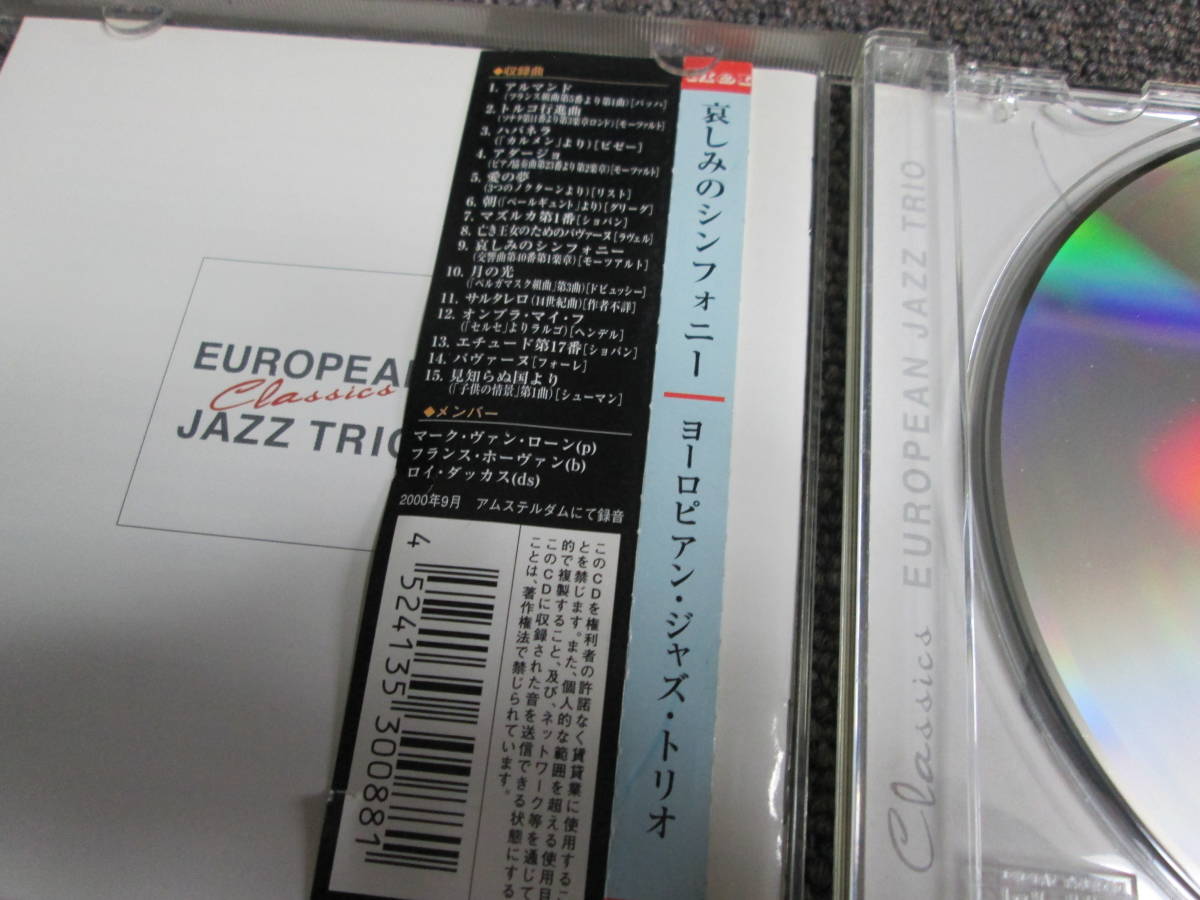 EUROPEAN
Classics
JAZZ TRIO
◆収録曲
1. アルマンド
(フランス組曲第5番より第1曲)[バッハ]
2. トルコ行進曲
(ソナタ第11番より第3楽章ロンド)[モーツァルト]
3. ハバネラ
(「カルメン」より)[ビゼー]
4. アダージョ
(ピアノ協奏曲第23番より第2楽章)[モーツァルト]
5. 愛の夢
(3つのノクターンより)[リスト]
6. 朝(「ペールギュント」より)[グリーグ]
7. マズルカ第1番[ショパン]
8. 亡き王女のためのパヴァーヌ[ラヴェル]
9. 哀しみのシンフォニー
(交響曲第40番第1楽章)[モーツアルト]
10. 月の光
(「ベルガマスク組曲」第3曲)[ドビュッシー]
11. サルタレロ(14世紀曲)[作者不詳]
12. オンブラ・マイ・フ
(「セルセ」よりラルゴ)[ヘンデル]
13. エチュード第17番[ショパン]
14. パヴァーヌ[フォーレ]
15. 見知らぬ国より
(「子供の情景」第1曲)[シューマン]
◆メンバー
マーク・ヴァン・ローン(p)
フランス・ホーヴァン(b)
ロイ・ダッカス(ds)
2000年9月 アムステルダムにて録音
4 524135 300881
このCDを権利者の許諾なく賃貸業に使用するこ
とを禁じます。また、個人的な範囲を超える使用目
的で複製すること、及び、ネットワーク等を通じて
このCDに収録された音を送信できる状態にする
ことは、著作権法で禁じられています。
哀しみのシンフォニー
ヨーロピアン・ジャズ・トリオ
Classics EUROPEAN JAZZ TRIO